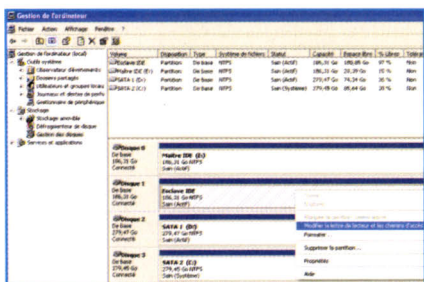 Gestion de l'ordinateur
Fichier Action Affichage Fenêtre ?
Gestion de l'ordinateur (local)
Outils système
Observateur d'événements
Dossiers partagés
Utilisateurs et groupes locaux
Journaux et alertes de perfo
Gestionnaire de périphérique
Stockage
Stockage amovible
Défragmenteur de disque
Gestion des disques
Services et applications
Volume Disposition Type Système de fichiers Statut Capacité Espace libre % Libres
Esclave IDE Partition De base NTFS Sain (Actif) 186,31 Go
Maître IDE (E:) Partition De base NTFS Sain (Actif) 186,31 Go
SATA 1 (D:) Partition De base NTFS Sain (Actif) 279,47 Go
SATA 2 (C:) Partition De base NTFS Sain (Système) 279,45 Go
Disque 0
De base
186,31 Go
Connecté
Maître IDE
186,31 Go NTFS
Sain (Actif)
Disque 1
De base
186,31 Go
Connecté
Esclave IDE
186,31 Go NTFS
Sain (Actif)
Disque 2
De base
279,47 Go
Connecté
SATA 1 (D:)
279,47 Go NTFS
Sain (Actif)
Disque 3
De base
279,45 Go
Connecté
SATA 2 (C:)
279,45 Go NTFS
Sain (Système)
Modifier la lettre de lecteur et les chemins d'accès
Formater ...
Supprimer la partition ...
Propriétés
Aide